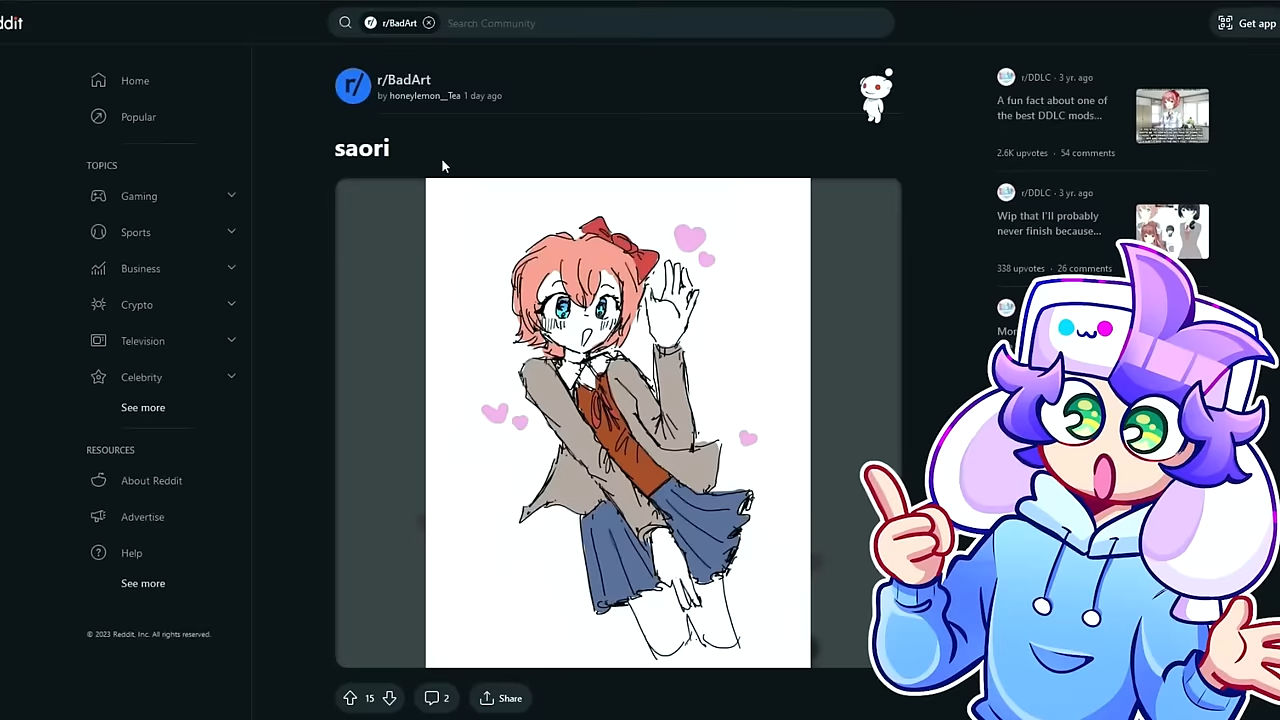 ddit
r/BadArt
Search Community
Get app
Home
Popular
TOPICS
Gaming
Sports
Business
Crypto
Television
Celebrity
See more
RESOURCES
About Reddit
Advertise
Help
See more
© 2023 Reddit, Inc. All rights reserved.
r/BadArt
by honeylemon__Tea 1 day ago
saori
15
2
Share
r/DDLC · 3 yr. ago
A fun fact about one of
the best DDLC mods...
2.6K upvotes · 54 comments
r/DDLC · 3 yr. ago
Wip that I'll probably
never finish because...
338 upvotes · 26 comments